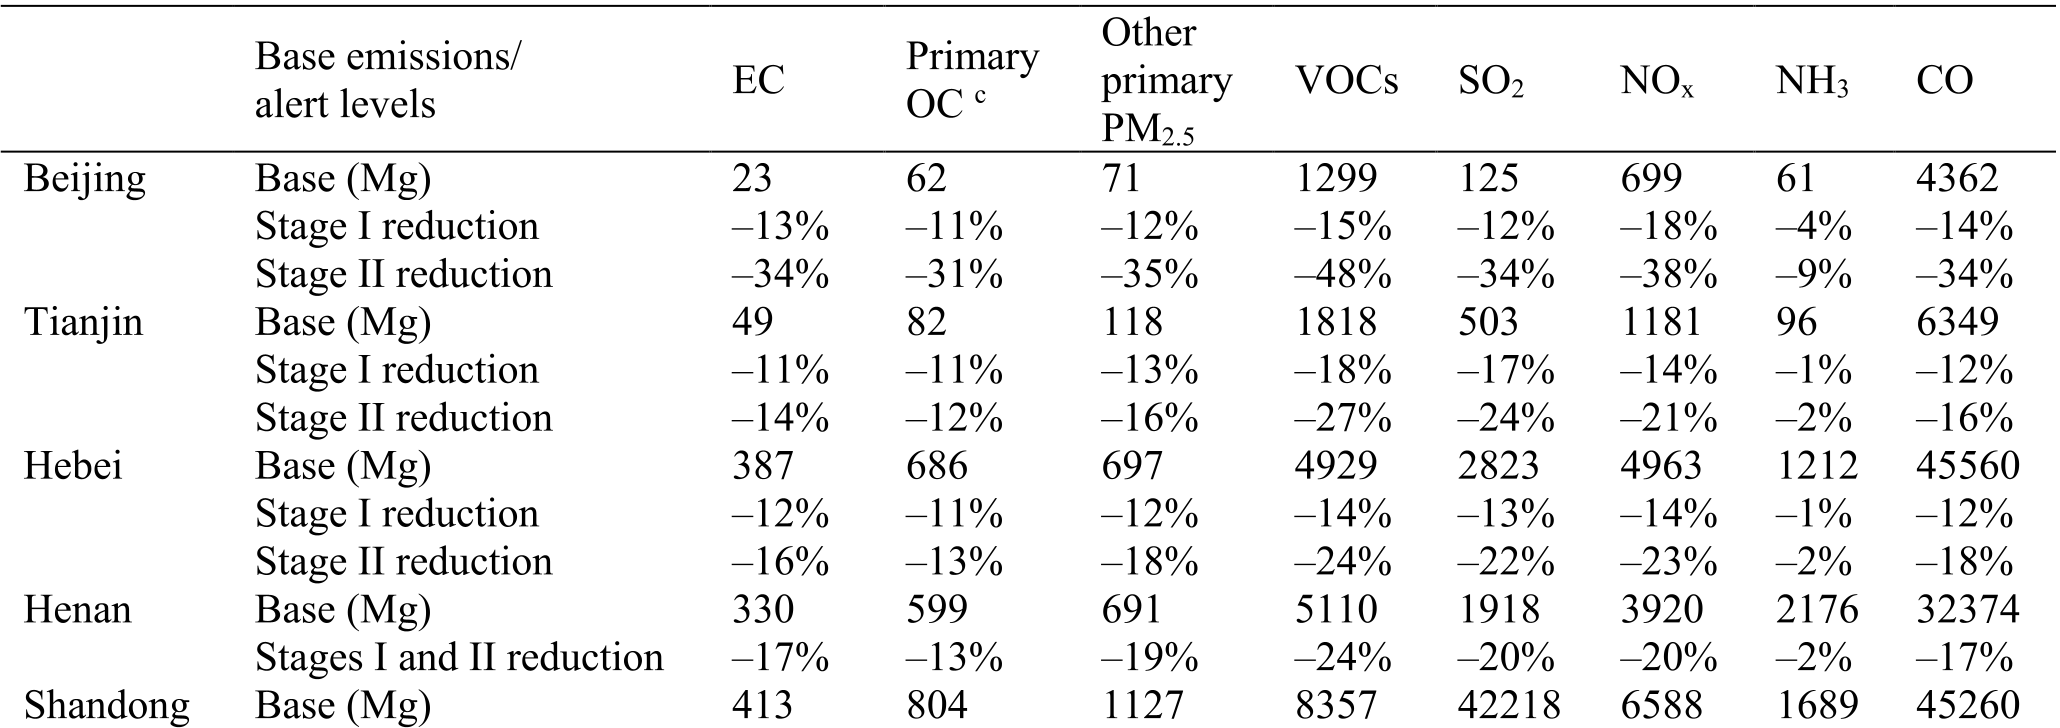 Base emissions/ alert levels EC Primary OC c Other primary PM2.5 VOCs SO2 NOx NH3 CO
Beijing Base (Mg) 23 62 71 1299 125 699 61 4362
Stage I reduction –13% –11% –12% –15% –12% –18% –4% –14%
Stage II reduction –34% –31% –35% –48% –34% –38% –9% –34%
Tianjin Base (Mg) 49 82 118 1818 503 1181 96 6349
Stage I reduction –11% –11% –13% –18% –17% –14% –1% –12%
Stage II reduction –14% –12% –16% –27% –24% –21% –2% –16%
Hebei Base (Mg) 387 686 697 4929 2823 4963 1212 45560
Stage I reduction –12% –11% –12% –14% –13% –14% –1% –12%
Stage II reduction –16% –13% –18% –24% –22% –23% –2% –18%
Henan Base (Mg) 330 599 691 5110 1918 3920 2176 32374
Stages I and II reduction –17% –13% –19% –24% –20% –20% –2% –17%
Shandong Base (Mg) 413 804 1127 8357 42218 6588 1689 45260